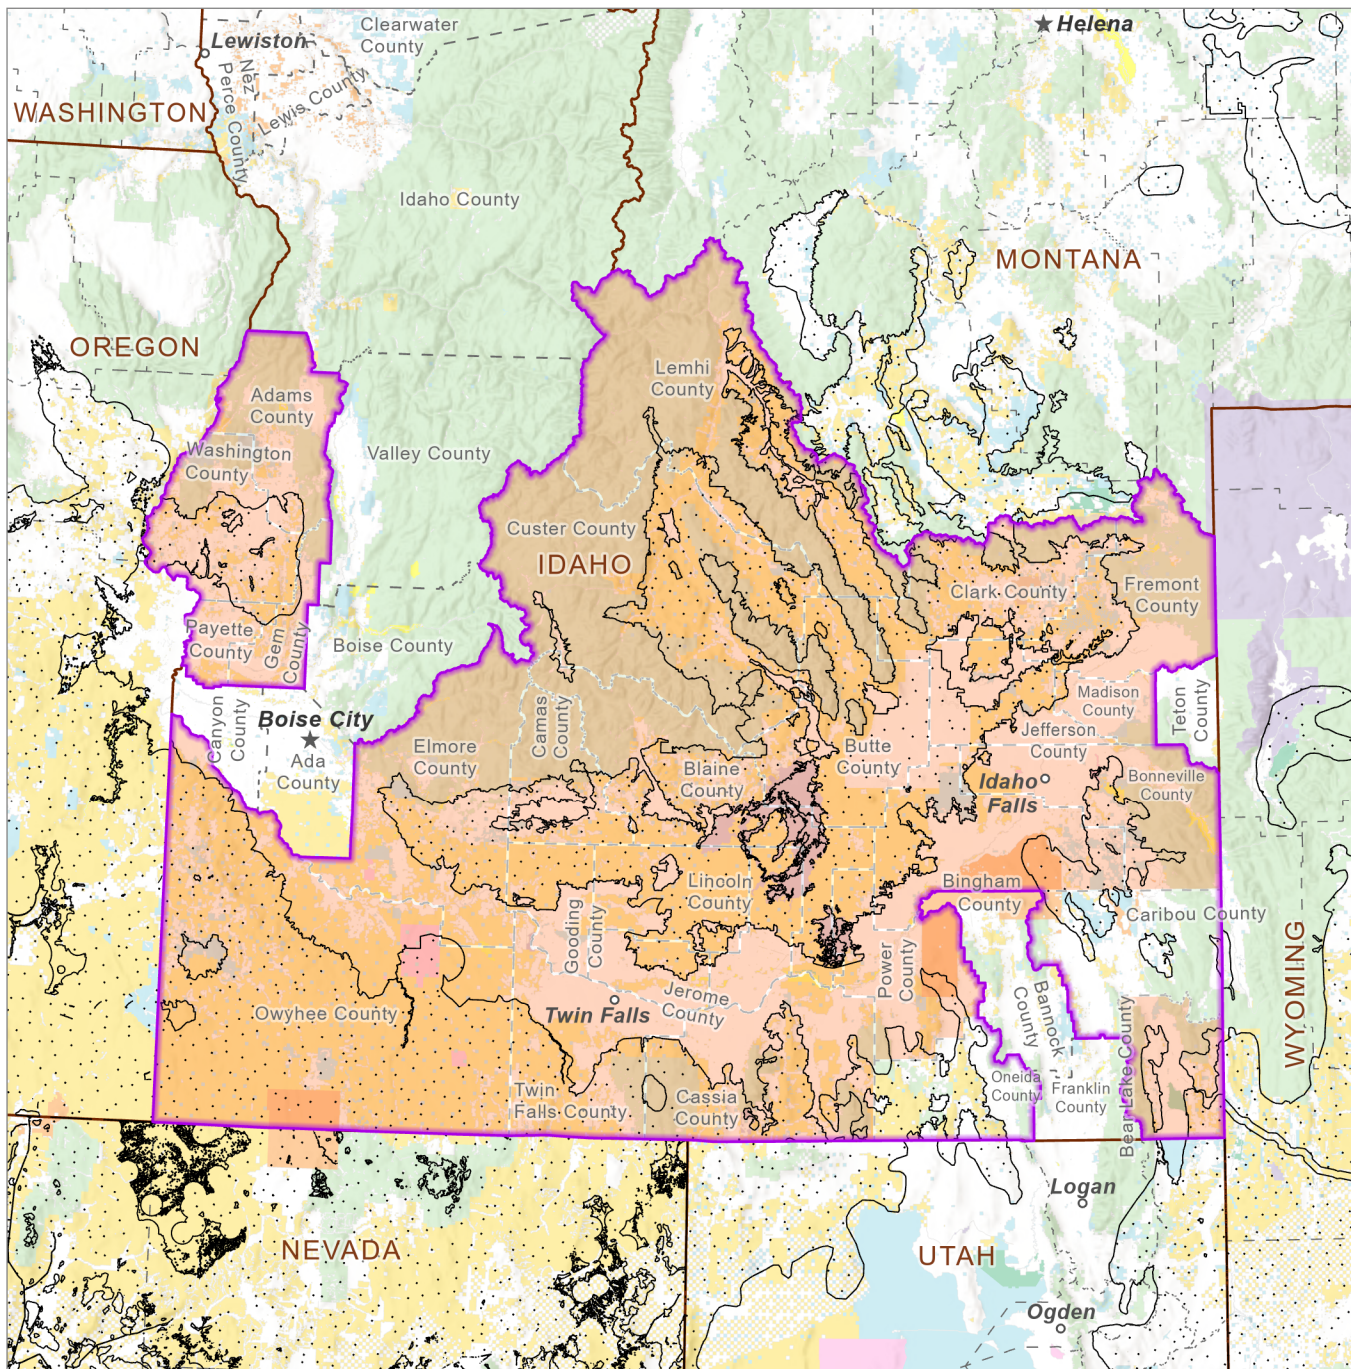 Clearwater
County
Helena
Lewiston
Nez
Perce County
Lewis County
WASHINGTON
Idaho County
MONTANA
OREGON
Lemhi
County
Adams
County
Washington
County
Valley County
Custer County
IDAHO
Clark County
Fremont
County
Payette
County
Gem
County
Boise County
Madison
County
Teton
County
Canyon
County
Boise City
Ada
County
Elmore
County
Camas
County
Blaine
County
Butte
County
Jefferson
County
Idaho
Falls
Bonneville
County
Lincoln
County
Bingham
County
Caribou County
Gooding
County
Power
County
WYOMING
Owyhee County
Twin Falls
Jerome
County
Bannock
County
Bear Lake County
Oneida
County
Franklin
County
Twin
Falls County
Cassia
County
Logan
NEVADA
UTAH
Ogden